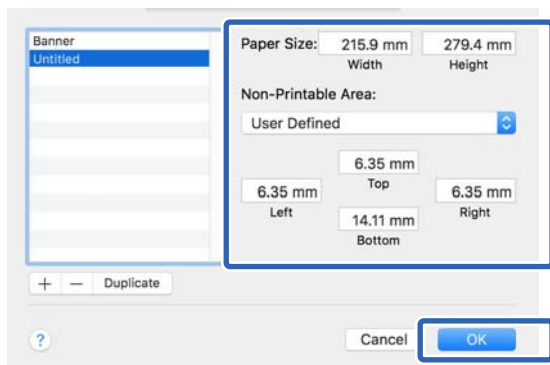 Banner
Untitled
Paper Size: 215.9 mm 279.4 mm
Width Height
Non-Printable Area:
User Defined
6.35 mm
Top
6.35 mm 6.35 mm
Left Right
14.11 mm
Bottom
+ − Duplicate
? Cancel OK